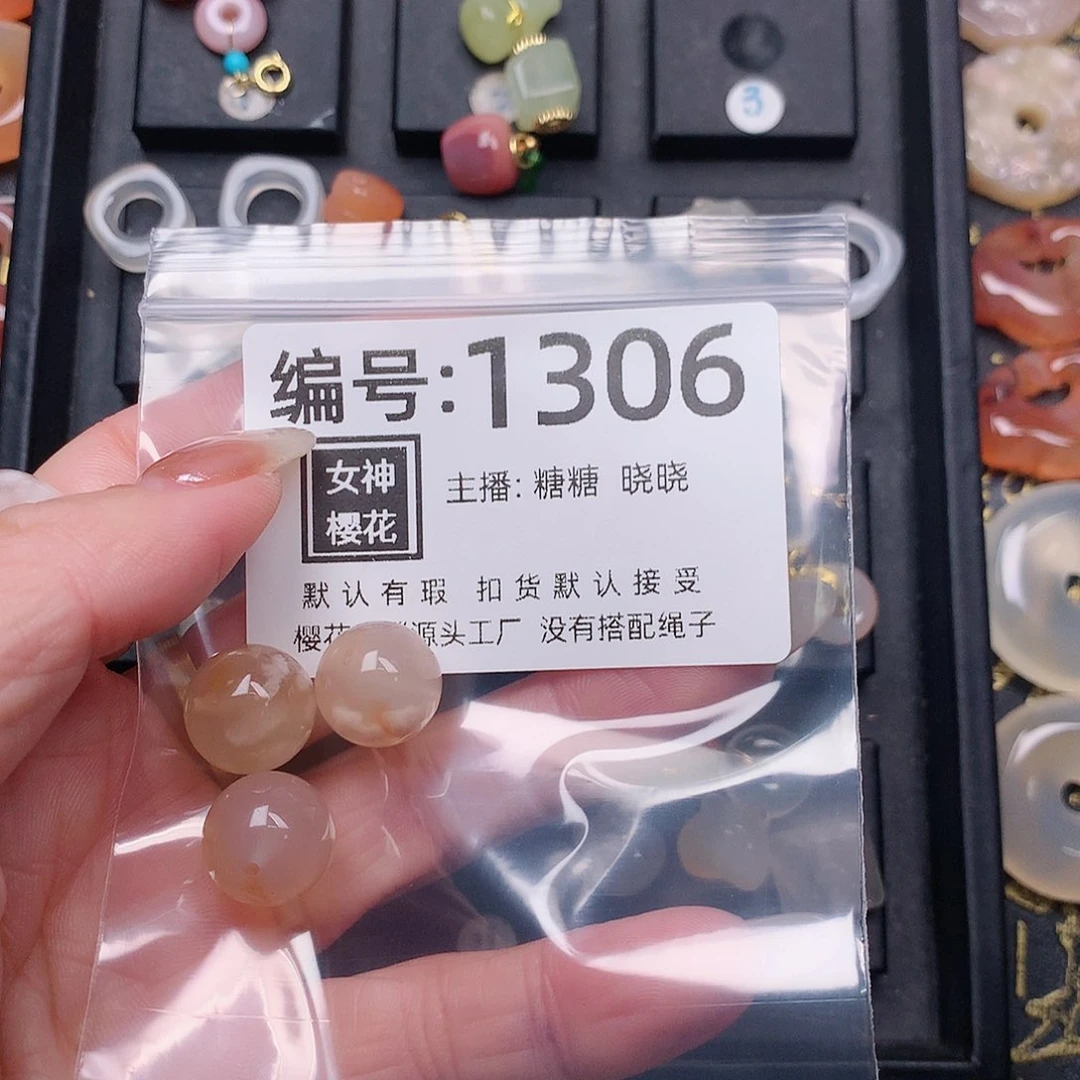 3
编号:1306
女神
樱花
主播: 糖糖 晓晓
默认有瑕 扣货默认接受
樱花 源头工厂 没有搭配绳子